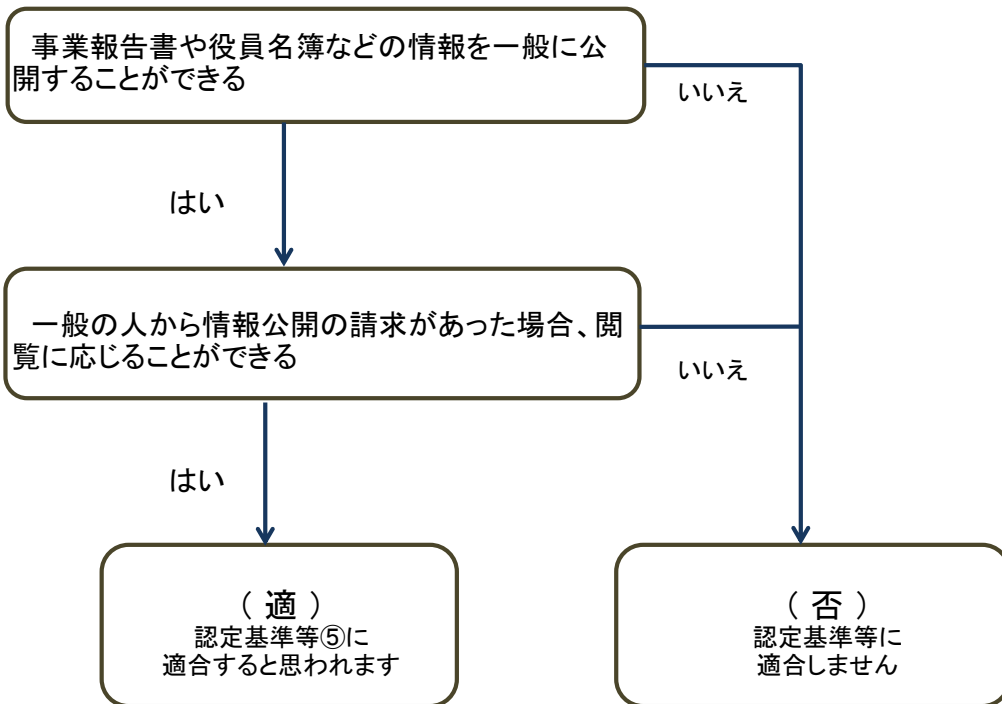 事業報告書や役員名簿などの情報を一般に公
開することができる
いいえ
はい
一般の人から情報公開の請求があった場合、閲
覧に応じることができる
いいえ
はい
（ 適 ）
認定基準等⑤に
適合すると思われます
（ 否 ）
認定基準等に
適合しません